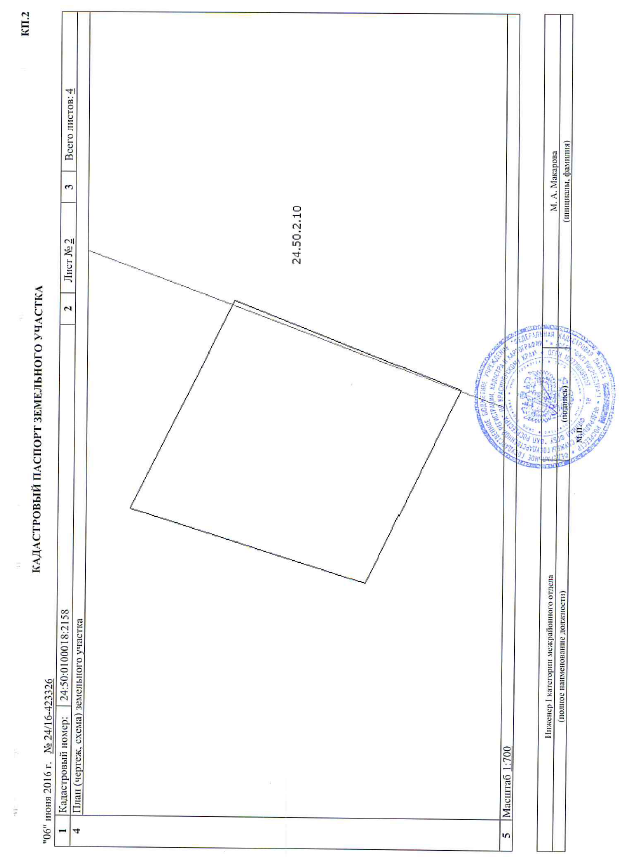 КП.2
КАДАСТРОВЫЙ ПАСПОРТ ЗЕМЕЛЬНОГО УЧАСТКА
"06" июня 2016 г. № 24/16-423326
1 Кадастровый номер: 24:50:0100018:2158 2 Лист № 2 3 Всего листов: 4
4 План (чертеж, схема) земельного участка
24.50.2.10
5 Масштаб 1:700
Инженер 1 категории межрайонного отдела М. А. Макарова
(полное наименование должности) (подпись) (инициалы, фамилия)
М.П.